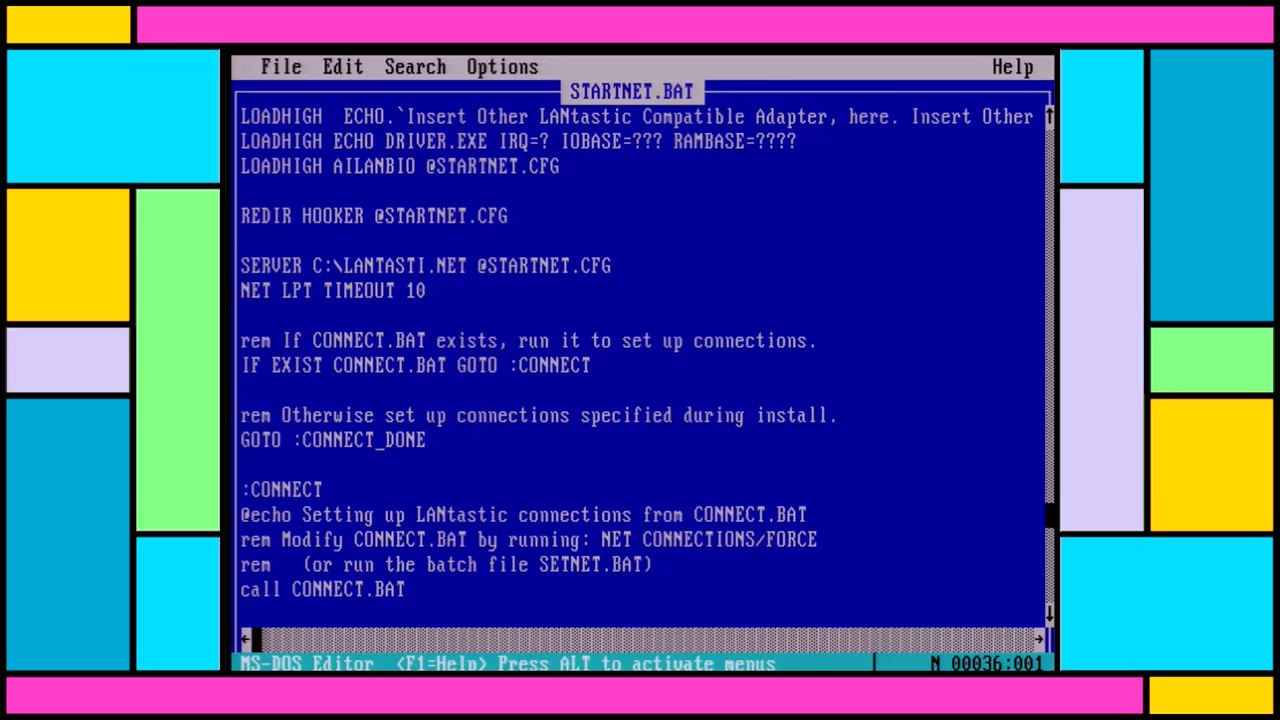 File Edit Search Options Help
STARTNET.BAT
LOADHIGH  ECHO.`Insert Other LANtastic Compatible Adapter, here. Insert Other
LOADHIGH ECHO DRIVER.EXE IRQ=? IOBASE=??? RAMBASE=????
LOADHIGH AILANBIO @STARTNET.CFG
REDIR HOOKER @STARTNET.CFG
SERVER C:\LANTASTI.NET @STARTNET.CFG
NET LPT TIMEOUT 10
rem If CONNECT.BAT exists, run it to set up connections.
IF EXIST CONNECT.BAT GOTO :CONNECT
rem Otherwise set up connections specified during install.
GOTO :CONNECT_DONE
:CONNECT
@echo Setting up LANtastic connections from CONNECT.BAT
rem Modify CONNECT.BAT by running: NET CONNECTIONS/FORCE
rem   (or run the batch file SETNET.BAT)
call CONNECT.BAT
MS-DOS Editor  <F1=Help> Press ALT to activate menus N 00036:001